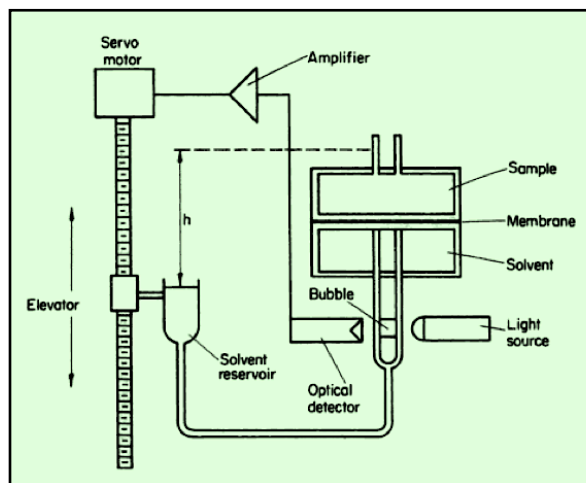 Servo
motor
Amplifier
Sample
Membrane
Solvent
h
Bubble
Elevator
Light
source
Solvent
reservoir
Optical
detector